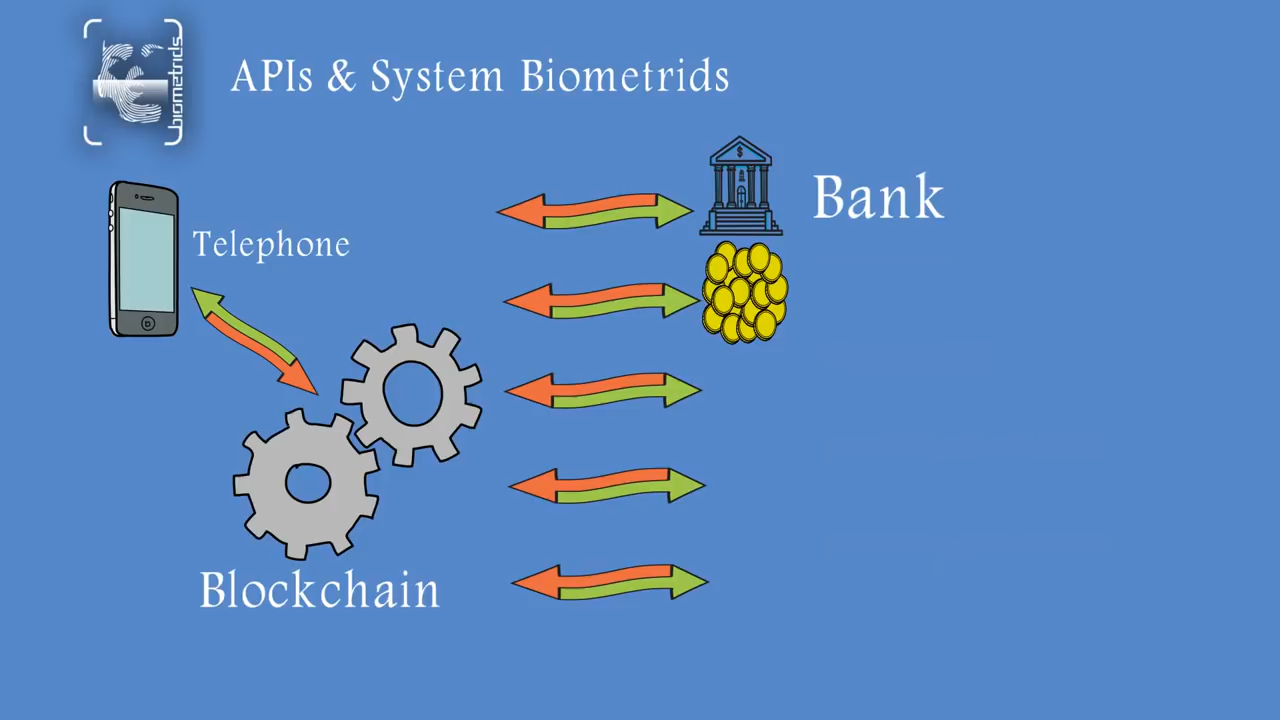 biometrids
APIs & System Biometrids
Bank
Telephone
Blockchain